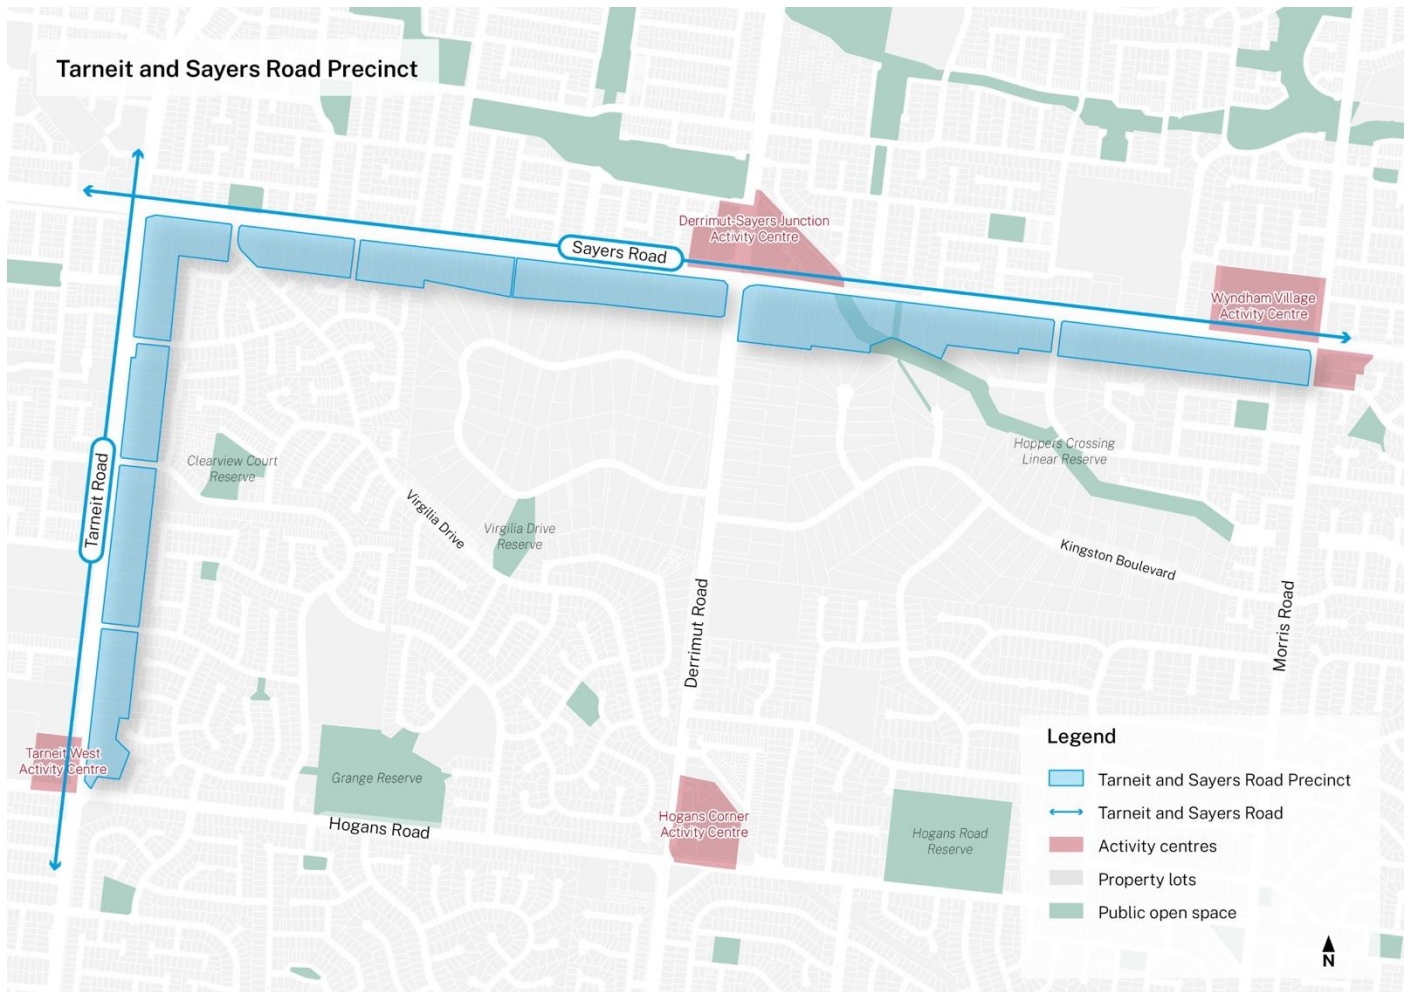 Tarneit and Sayers Road Precinct
Derrimut-Sayers Junction
Activity Centre
Sayers Road
Wyndham Village
Activity Centre
Tarneit Road
Clearview Court
Reserve
Hoppers Crossing
Linear Reserve
Virgilia Drive
Virgilia Drive
Reserve
Kingston Boulevard
Derrimut Road
Morris Road
Tarneit West
Activity Centre
Grange Reserve
Hogans Road
Hogans Corner
Activity Centre
Hogans Road
Reserve
Legend
Tarneit and Sayers Road Precinct
Tarneit and Sayers Road
Activity centres
Property lots
Public open space
N